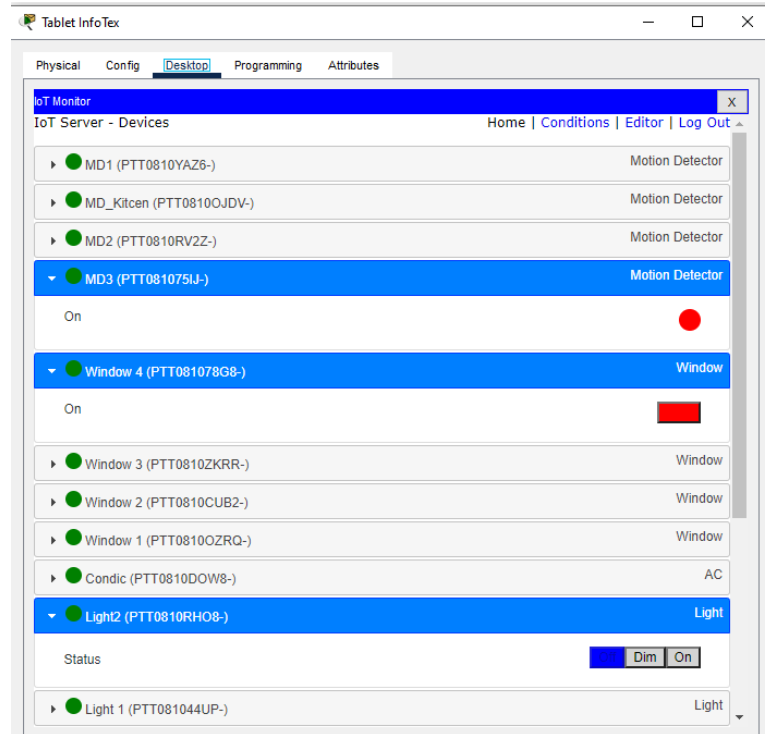 Tablet InfoTex
Physical Config Desktop Programming Attributes
IoT Monitor X
IoT Server - Devices Home | Conditions | Editor | Log Out
MD1 (PTT0810YAZ6-) Motion Detector
MD_Kitcen (PTT0810OJDV-) Motion Detector
MD2 (PTT0810RV2Z-) Motion Detector
MD3 (PTT081075IJ-) Motion Detector
On
Window 4 (PTT081078G8-) Window
On
Window 3 (PTT0810ZKRR-) Window
Window 2 (PTT0810CUB2-) Window
Window 1 (PTT0810OZRQ-) Window
Condic (PTT0810DOW8-) AC
Light2 (PTT0810RHO8-) Light
Status Dim On
Light 1 (PTT081044UP-) Light